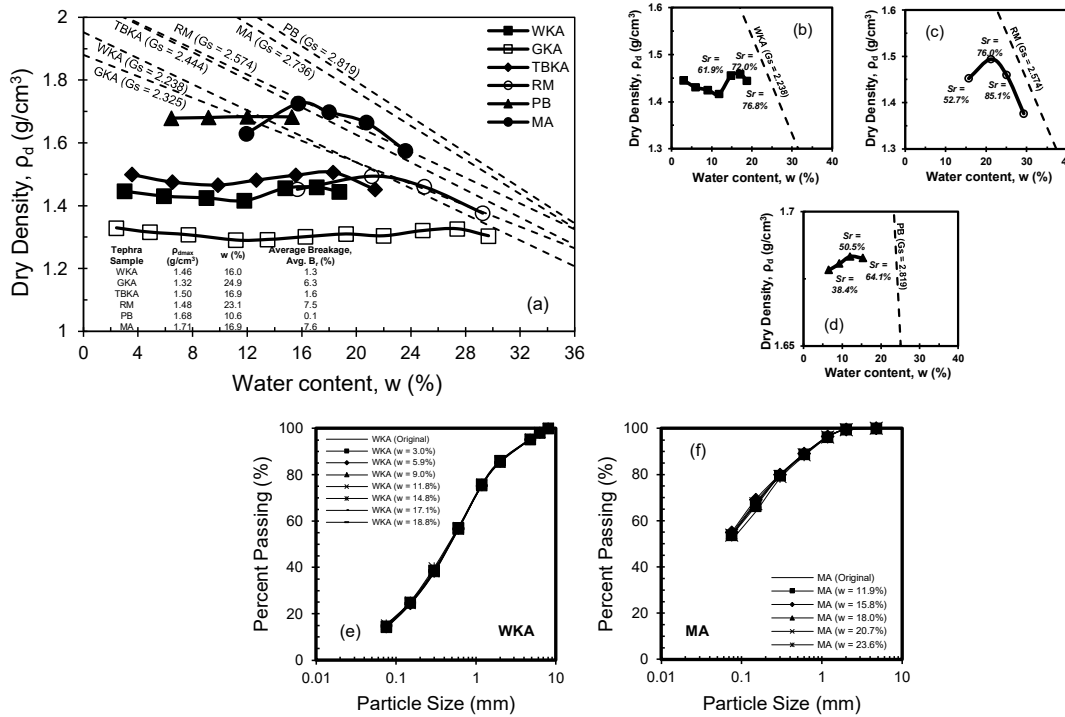 (a)
Dry Density, ρd (g/cm³)
2
1.8
1.6
1.4
1.2
1
0 4 8 12 16 20 24 28 32 36
Water content, w (%)
PB (Gs = 2.819)
MA (Gs = 2.736)
RM (Gs = 2.574)
TBKA (Gs = 2.444)
WKA (Gs = 2.238)
GKA (Gs = 2.325)
WKA
GKA
TBKA
RM
PB
MA
Tephra Sample ρdmax (g/cm³) w (%) Average Breakage, Avg. Br (%)
WKA 1.46 16.0 1.3
GKA 1.32 24.9 6.3
TBKA 1.50 16.9 1.6
RM 1.48 23.1 7.5
PB 1.68 10.6 0.1
MA 1.71 16.9 7.6
(b)
Dry Density, ρd (g/cm³)
1.6
1.5
1.4
1.3
0 10 20 30 40
Water content, w (%)
Sr = 61.9%
Sr = 72.0%
Sr = 76.8%
WKA (Gs = 2.238)
(c)
Dry Density, ρd (g/cm³)
1.6
1.5
1.4
1.3
0 10 20 30 40
Water content, w (%)
Sr = 52.7%
Sr = 76.0%
Sr = 85.1%
RM (Gs = 2.574)
(d)
Dry Density, ρd (g/cm³)
1.7
1.65
0 10 20 30 40
Water content, w (%)
Sr = 38.4%
Sr = 50.5%
Sr = 64.1%
PB (Gs = 2.819)
(e)
WKA
Percent Passing (%)
100
80
60
40
20
0
0.01 0.1 1 10
Particle Size (mm)
WKA (Original)
WKA (w = 3.0%)
WKA (w = 5.9%)
WKA (w = 9.0%)
WKA (w = 11.8%)
WKA (w = 14.8%)
WKA (w = 17.1%)
WKA (w = 18.8%)
(f)
MA
Percent Passing (%)
100
80
60
40
20
0
0.01 0.1 1 10
Particle Size (mm)
MA (Original)
MA (w = 11.9%)
MA (w = 15.8%)
MA (w = 18.0%)
MA (w = 20.7%)
MA (w = 23.6%)